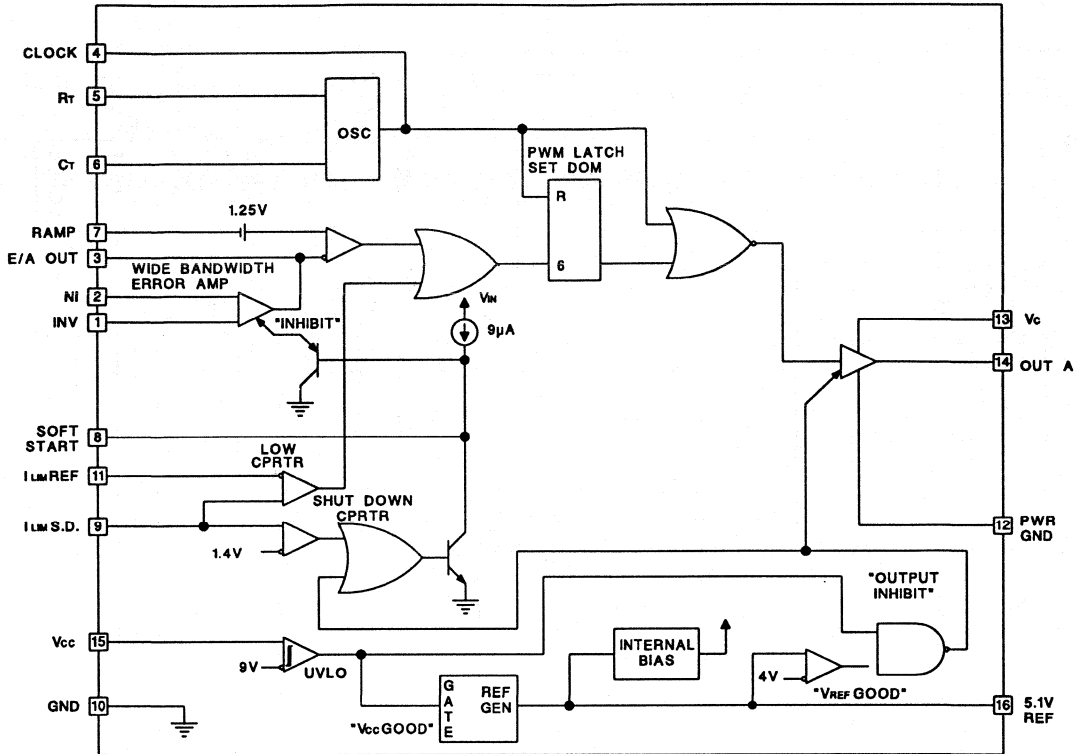 CLOCK 4
RT 5
OSC
CT 6
PWM LATCH
SET DOM
R
6
1.25V
RAMP 7
E/A OUT 3
WIDE BANDWIDTH
ERROR AMP
NI 2
INV 1
"INHIBIT"
VIN
9µA
13 Vc
14 OUT A
SOFT
START
8
LOW
CPRTR
ILIM REF 11
SHUT DOWN
CPRTR
ILIM S.D. 9
1.4V
12 PWR
GND
"OUTPUT
INHIBIT"
Vcc 15
9V
UVLO
INTERNAL
BIAS
4V
"VREF GOOD"
GATE
REF
GEN
"Vcc GOOD"
GND 10
16 5.1V
REF